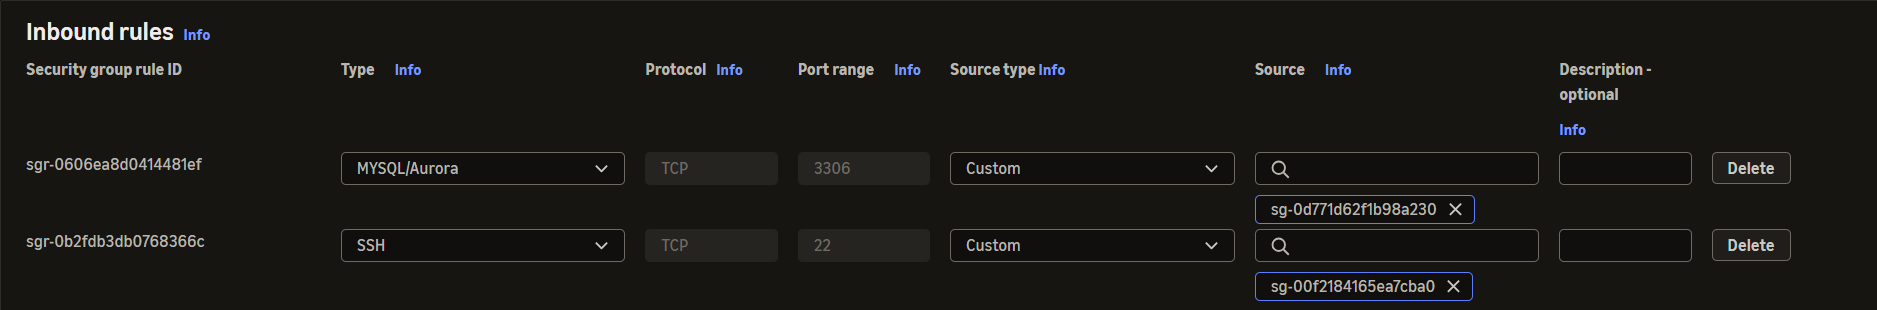 Inbound rules Info
Security group rule ID Type Info Protocol Info Port range Info Source type Info Source Info Description -
optional
Info
sgr-0606ea8d0414481ef MYSQL/Aurora TCP 3306 Custom Delete
sg-0d771d62f1b98a230
sgr-0b2fdb3db0768366c SSH TCP 22 Custom Delete
sg-00f2184165ea7cba0